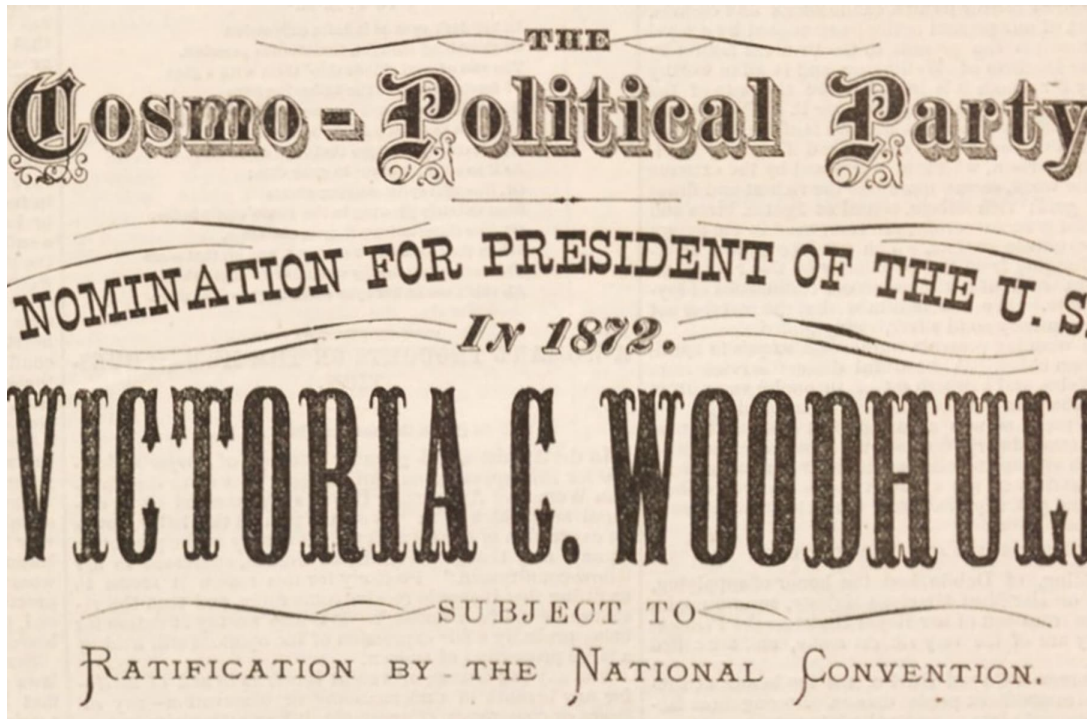 THE
Cosmo-Political Party
NOMINATION FOR PRESIDENT OF THE U. S.
IN 1872.
VICTORIA C. WOODHULL
SUBJECT TO
RATIFICATION BY THE NATIONAL CONVENTION.